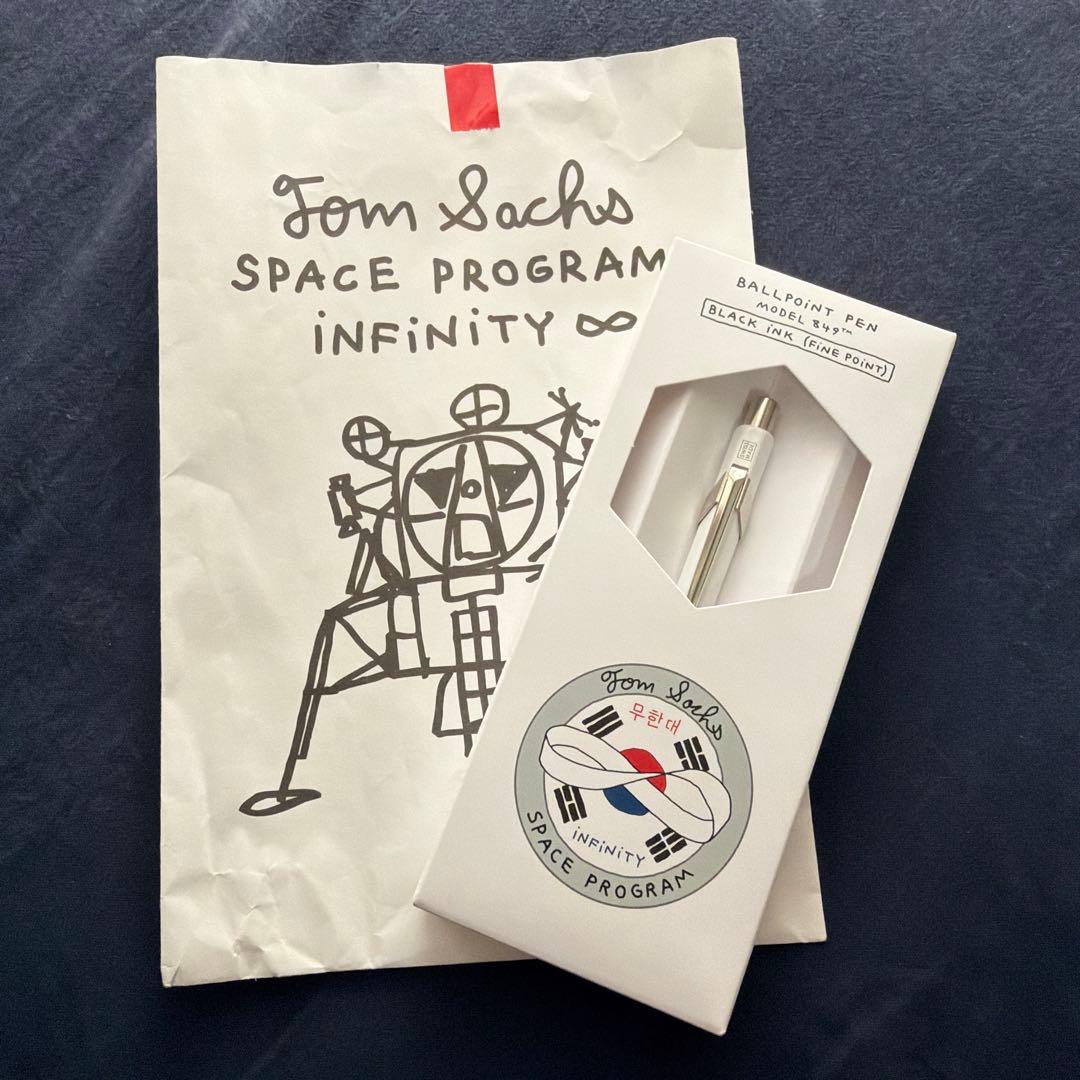 Tom Sachs
SPACE PROGRAM
iNFiNiTY ∞
BALLPOiNT PEN
MODEL 849™
BLACK iNK (FiNE POiNT)
Tom Sachs
무한대
iNFiNiTY
SPACE PROGRAM